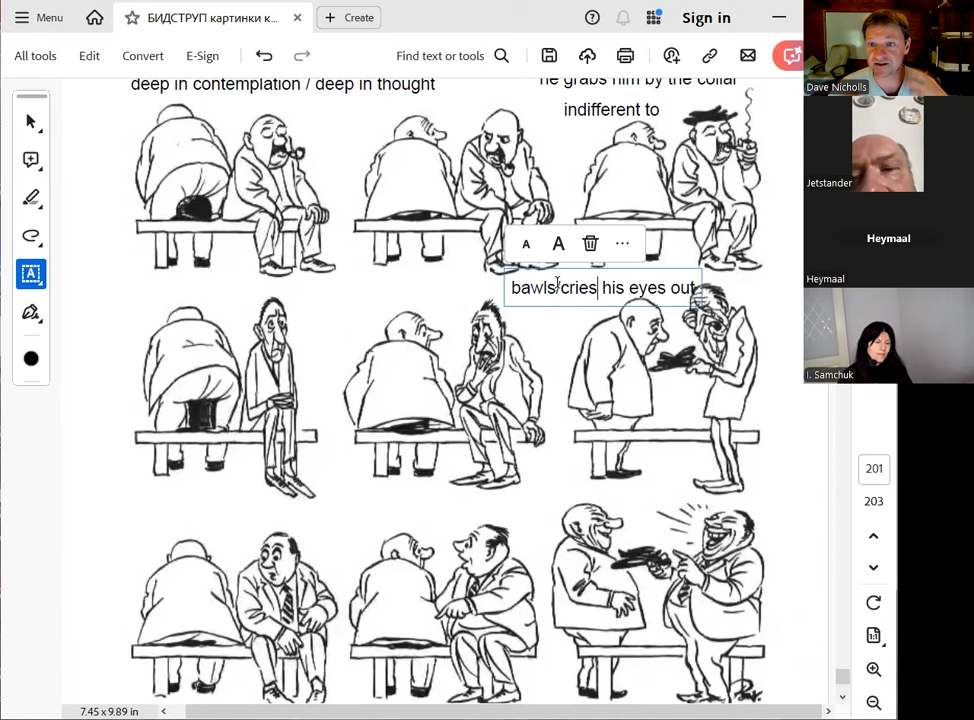 Menu
БИДСТРУП картинки к...
Create
Sign in
All tools
Edit
Convert
E-Sign
Find text or tools
deep in contemplation / deep in thought
he grabs him by the collar
indifferent to
A
A
bawls/cries his eyes out
A
201
203
1:1
7.45 x 9.89 in
Dave Nicholls
Jetstander
Heymaal
Heymaal
I. Samchuk